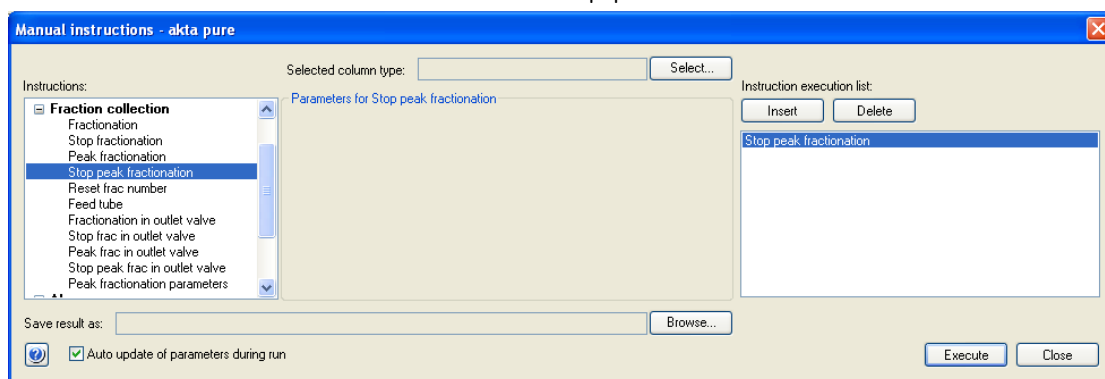 Manual instructions - akta pure
Selected column type:
Select...
Instructions:
Fraction collection
Fractionation
Stop fractionation
Peak fractionation
Stop peak fractionation
Reset frac number
Feed tube
Fractionation in outlet valve
Stop frac in outlet valve
Peak frac in outlet valve
Stop peak frac in outlet valve
Peak fractionation parameters
Parameters for Stop peak fractionation
Instruction execution list:
Insert Delete
Stop peak fractionation
Save result as:
Browse...
Auto update of parameters during run
Execute Close